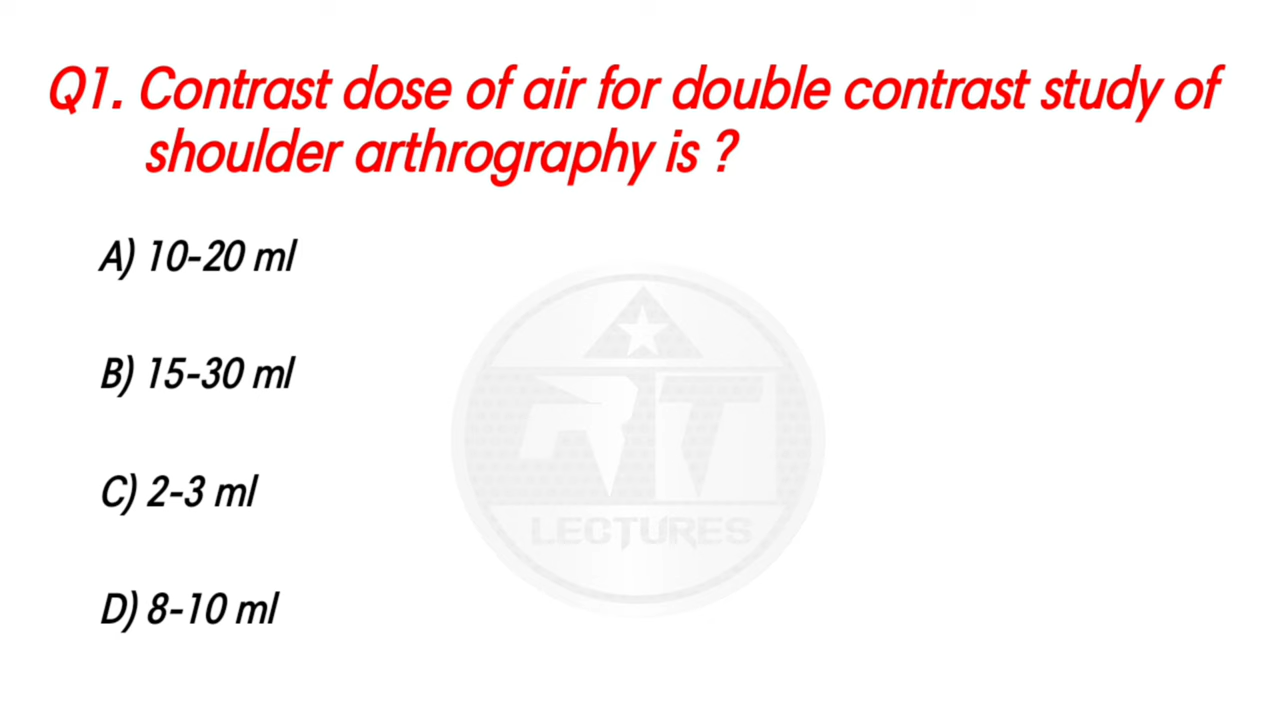 Q1. Contrast dose of air for double contrast study of
shoulder arthrography is ?
A) 10-20 ml
B) 15-30 ml
C) 2-3 ml
D) 8-10 ml
RT
LECTURES